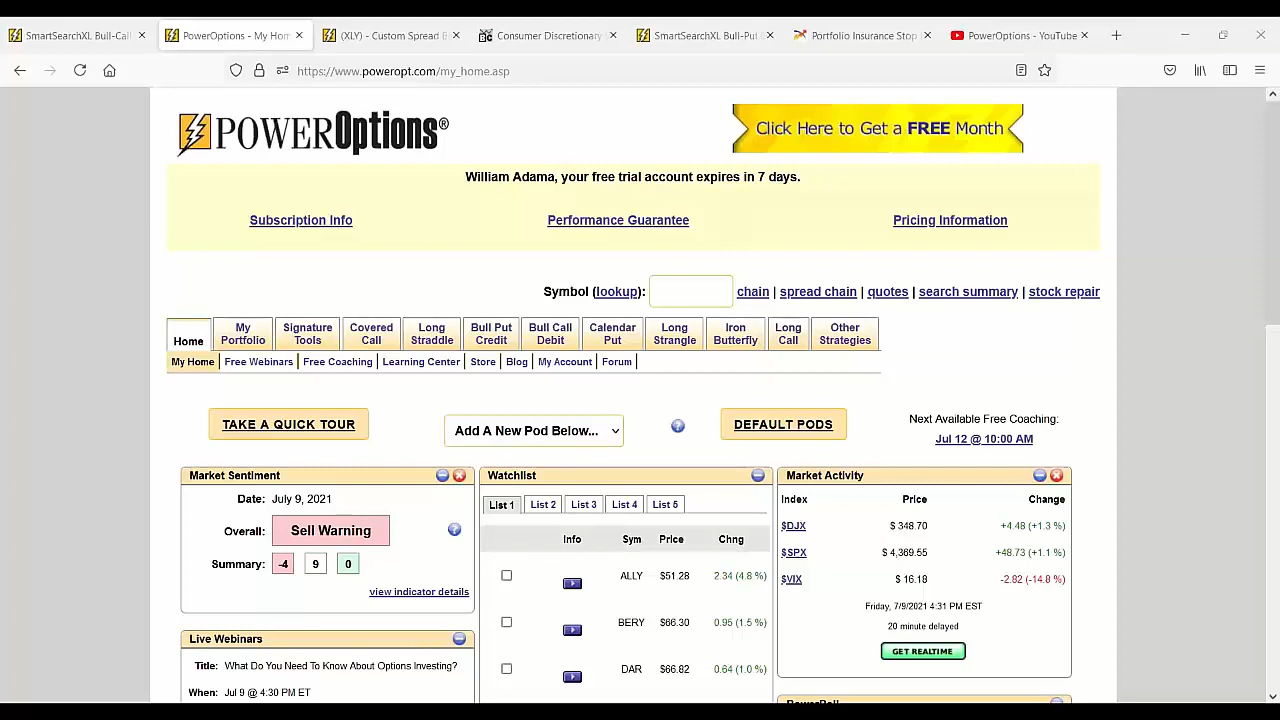 SmartSearchXL Bull-Cal
PowerOptions - My Hom
(XLY) - Custom Spread B
Consumer Discretionary
SmartSearchXL Bull-Put
Portfolio Insurance Stop
PowerOptions - YouTube
https://www.poweropt.com/my_home.asp
POWEROptions®
Click Here to Get a FREE Month
William Adama, your free trial account expires in 7 days.
Subscription Info
Performance Guarantee
Pricing Information
Symbol (lookup): chain | spread chain | quotes | search summary | stock repair
Home
My Portfolio
Signature Tools
Covered Call
Long Straddle
Bull Put Credit
Bull Call Debit
Calendar Put
Long Strangle
Iron Butterfly
Long Call
Other Strategies
My Home | Free Webinars | Free Coaching | Learning Center | Store | Blog | My Account | Forum |
TAKE A QUICK TOUR
Add A New Pod Below...
DEFAULT PODS
Next Available Free Coaching:
Jul 12 @ 10:00 AM
Market Sentiment
Date: July 9, 2021
Overall: Sell Warning
Summary: -4 9 0
view indicator details
Live Webinars
Title: What Do You Need To Know About Options Investing?
When: Jul 9 @ 4:30 PM ET
Watchlist
List 1 List 2 List 3 List 4 List 5
Info Sym Price Chng
ALLY $51.28 2.34 (4.8 %)
BERY $66.30 0.95 (1.5 %)
DAR $66.82 0.64 (1.0 %)
Market Activity
Index Price Change
$DJX $ 348.70 +4.48 (+1.3 %)
$SPX $ 4,369.55 +48.73 (+1.1 %)
$VIX $ 16.18 -2.82 (-14.8 %)
Friday, 7/9/2021 4:31 PM EST
20 minute delayed
GET REALTIME